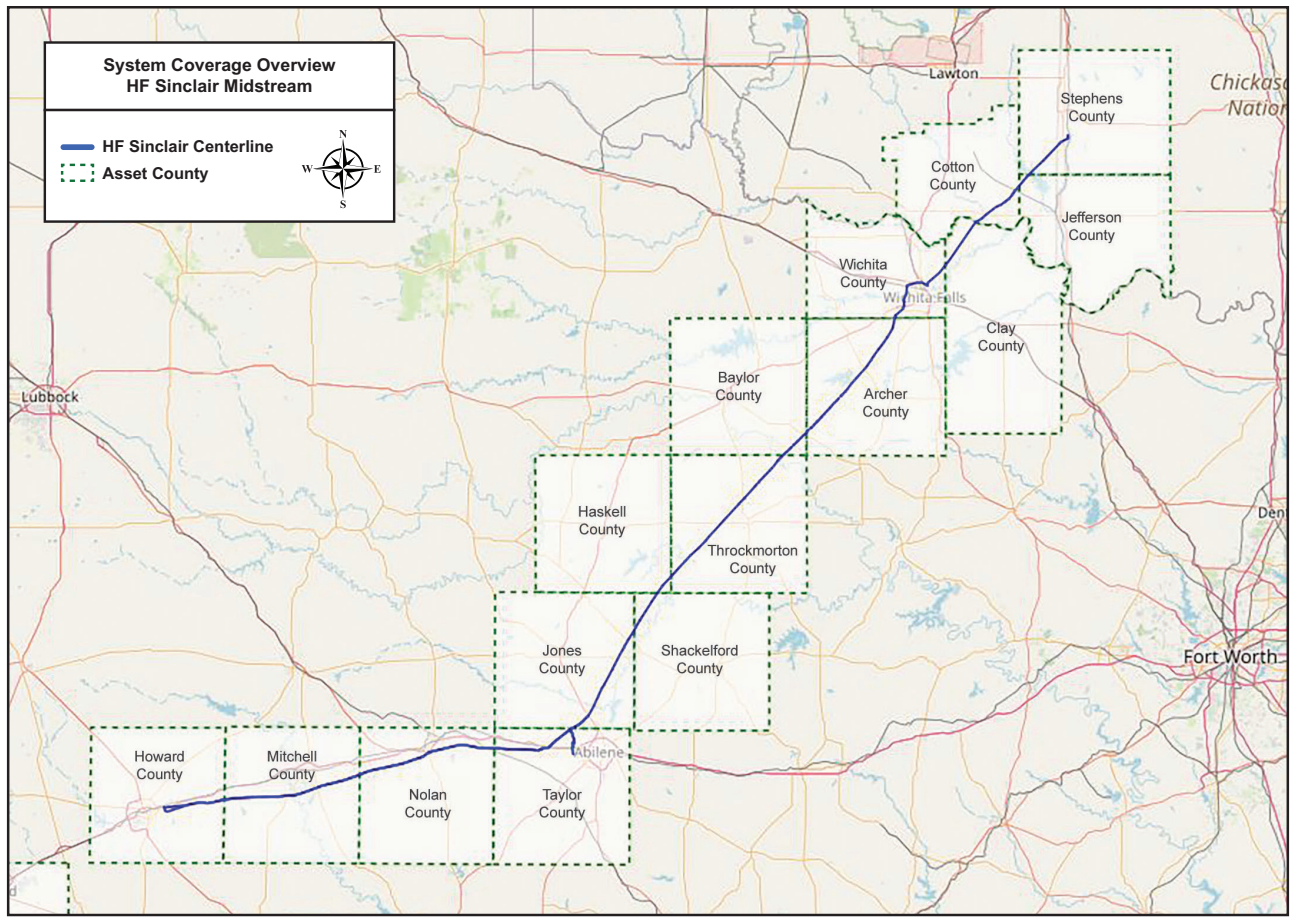 System Coverage Overview
HF Sinclair Midstream
HF Sinclair Centerline
Asset County
N
W
E
S
Lawton
Stephens
County
Chickas
Nation
Cotton
County
Jefferson
County
Wichita
County
Wichita Falls
Clay
County
Baylor
County
Archer
County
Lubbock
Haskell
County
Throckmorton
County
Den
Jones
County
Shackelford
County
Fort Worth
Howard
County
Mitchell
County
Abilene
Nolan
County
Taylor
County
d